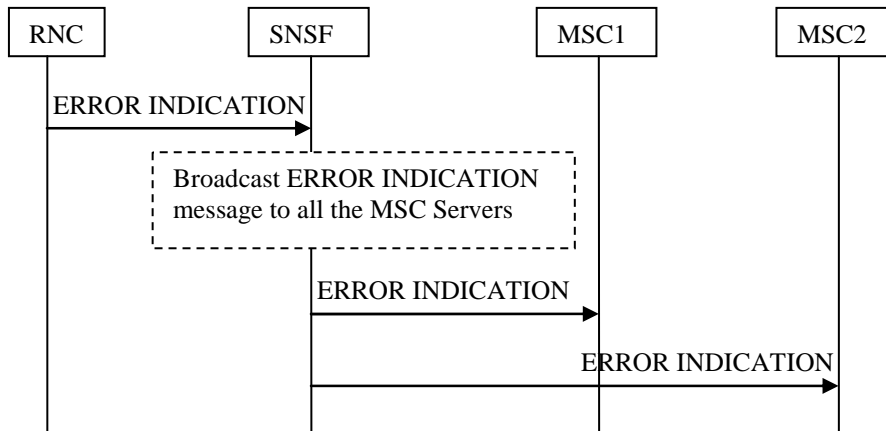 RNC
SNSF
MSC1
MSC2
ERROR INDICATION
Broadcast ERROR INDICATION
message to all the MSC Servers
ERROR INDICATION
ERROR INDICATION